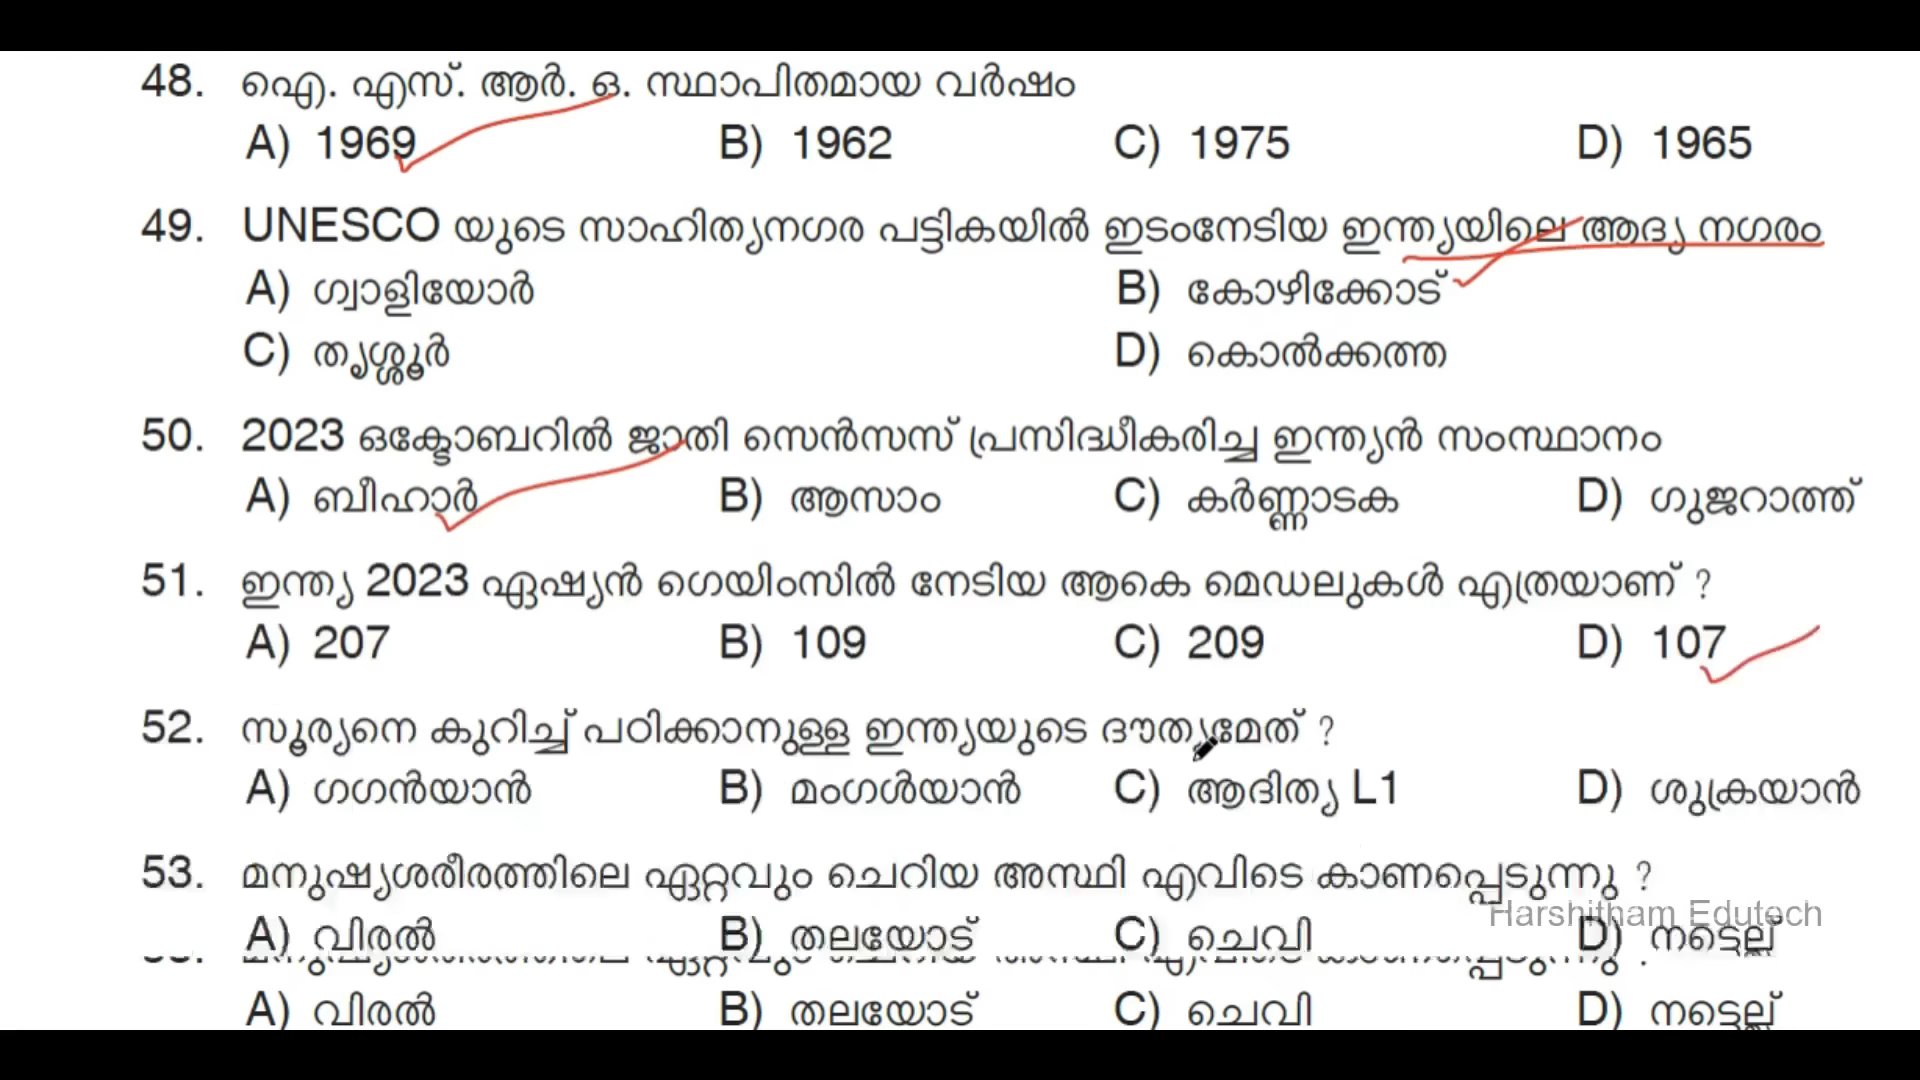 48. ഐ. എസ്. ആർ. ഒ. സ്ഥാപിതമായ വർഷം
A) 1969 B) 1962 C) 1975 D) 1965
49. UNESCO യുടെ സാഹിത്യനഗര പട്ടികയിൽ ഇടംനേടിയ ഇന്ത്യയിലെ ആദ്യ നഗരം
A) ഗ്വാളിയോർ B) കോഴിക്കോട്
C) തൃശ്ശൂർ D) കൊൽക്കത്ത
50. 2023 ഒക്ടോബറിൽ ജാതി സെൻസസ് പ്രസിദ്ധീകരിച്ച ഇന്ത്യൻ സംസ്ഥാനം
A) ബീഹാർ B) ആസാം C) കർണ്ണാടക D) ഗുജറാത്ത്
51. ഇന്ത്യ 2023 ഏഷ്യൻ ഗെയിംസിൽ നേടിയ ആകെ മെഡലുകൾ എത്രയാണ് ?
A) 207 B) 109 C) 209 D) 107
52. സൂര്യനെ കുറിച്ച് പഠിക്കാനുള്ള ഇന്ത്യയുടെ ദൗത്യമേത് ?
A) ഗഗൻയാൻ B) മംഗൾയാൻ C) ആദിത്യ L1 D) ശുക്രയാൻ
53. മനുഷ്യശരീരത്തിലെ ഏറ്റവും ചെറിയ അസ്ഥി എവിടെ കാണപ്പെടുന്നു ?
Harshitham Edutech
A) വിരൽ B) തലയോട് C) ചെവി D) നട്ടെല്ല്
A) വിരൽ B) തലയോട് C) ചെവി D) നട്ടെല്ല്